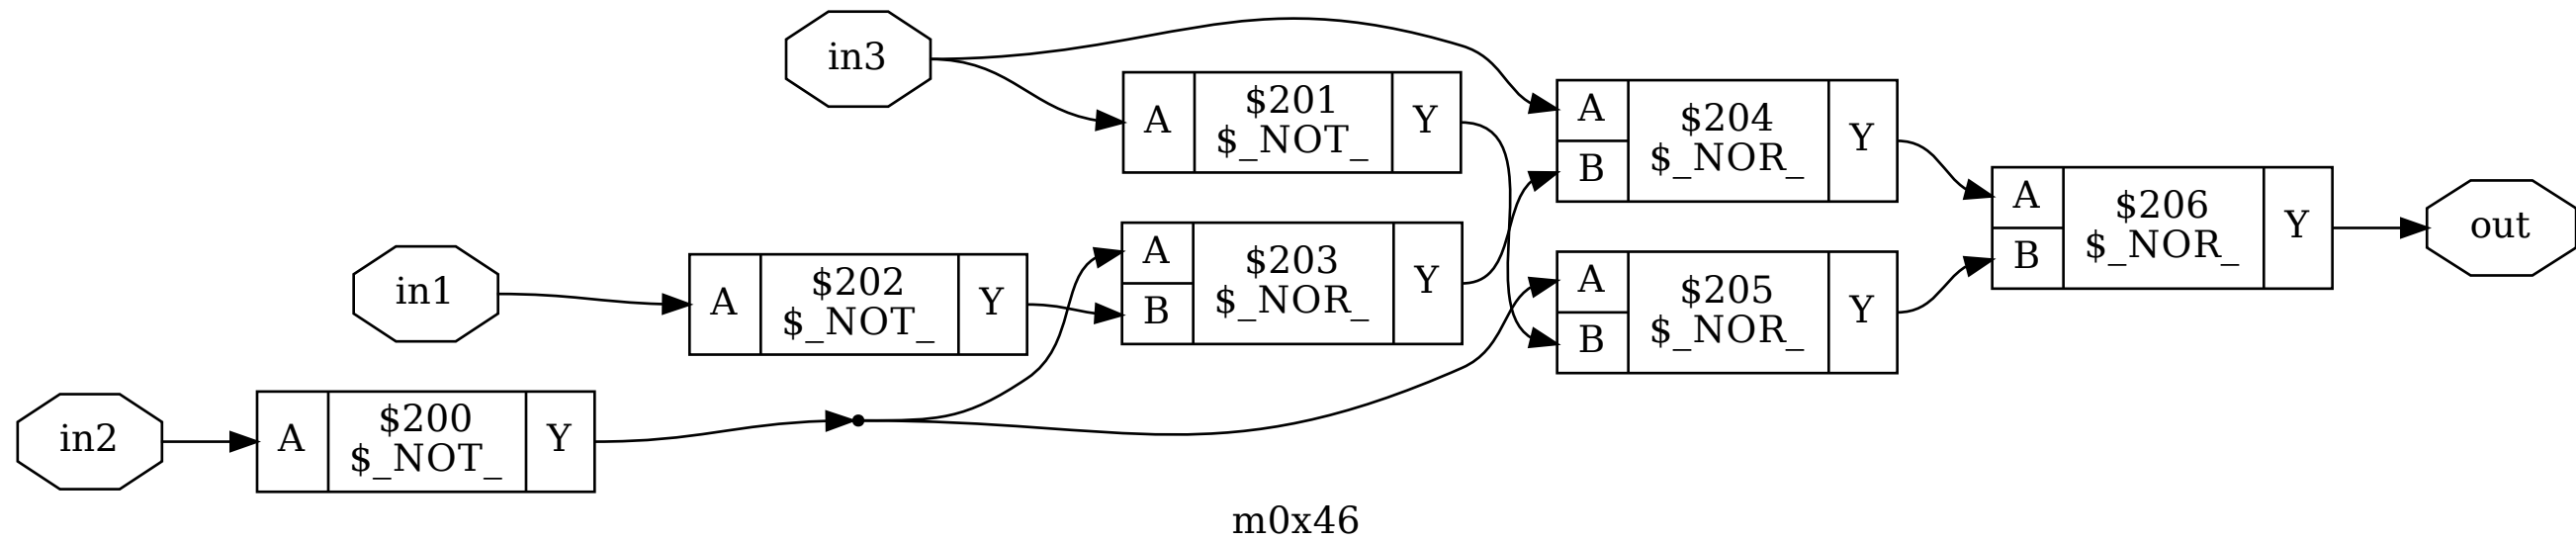 in3
A
$201
$_NOT_
Y
A
B
$204
$_NOR_
Y
in1
A
$202
$_NOT_
Y
A
B
$203
$_NOR_
Y
A
B
$205
$_NOR_
Y
A
B
$206
$_NOR_
Y
out
in2
A
$200
$_NOT_
Y
m0x46